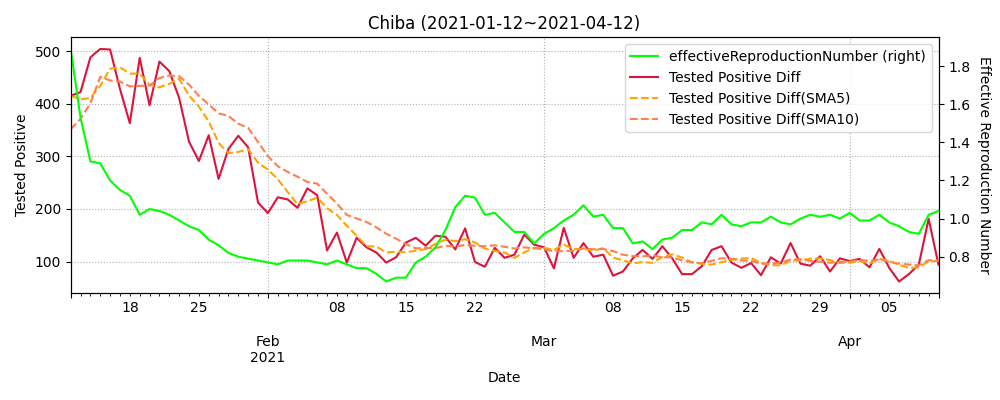 Chiba (2021-01-12~2021-04-12)
effectiveReproductionNumber (right)
Tested Positive Diff
Tested Positive Diff(SMA5)
Tested Positive Diff(SMA10)
Tested Positive
500
400
300
200
100
1.8
1.6
1.4
1.2
1.0
0.8
Effective Reproduction Number
18 25 08 15 22 08 15 22 29 05
Feb Mar Apr
2021
Date